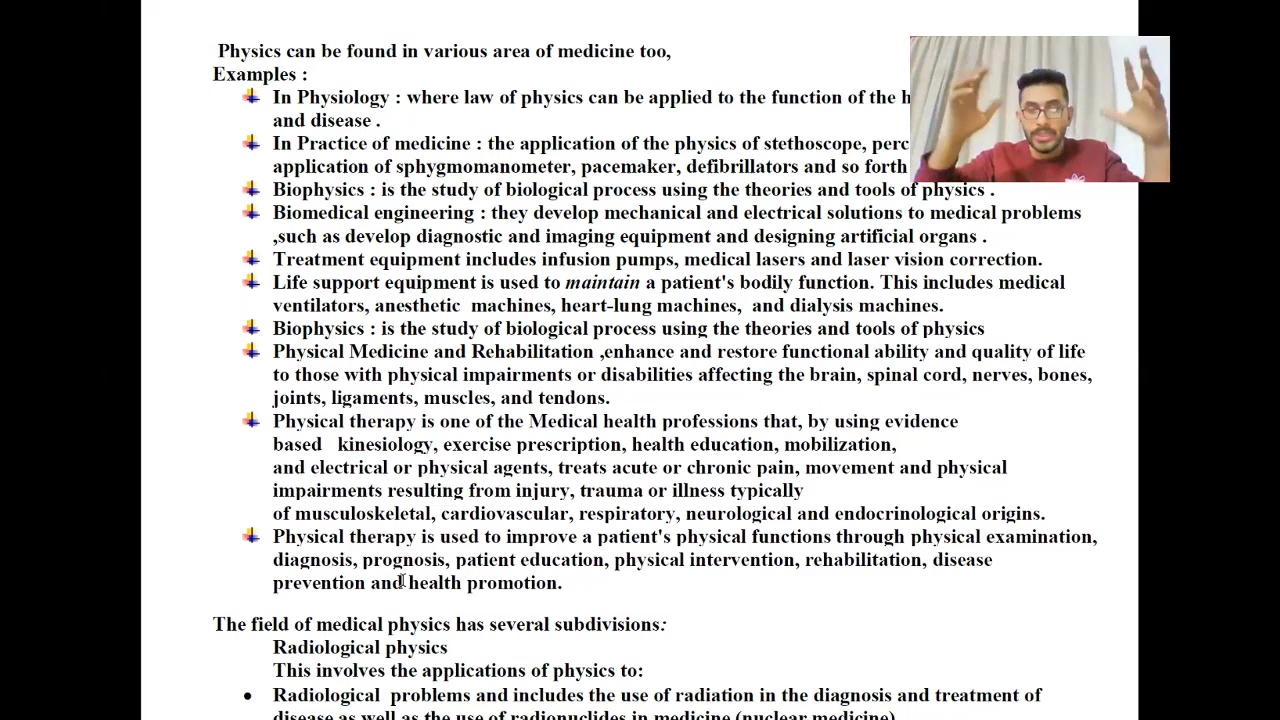 Physics can be found in various area of medicine too,
Examples :
In Physiology : where law of physics can be applied to the function of the
and disease .
In Practice of medicine : the application of the physics of stethoscope,
application of sphygmomanometer, pacemaker, defibrillators and so forth
Biophysics : is the study of biological process using the theories and tools of physics .
Biomedical engineering : they develop mechanical and electrical solutions to medical problems
,such as develop diagnostic and imaging equipment and designing artificial organs .
Treatment equipment includes infusion pumps, medical lasers and laser vision correction.
Life support equipment is used to maintain a patient's bodily function. This includes medical
ventilators, anesthetic machines, heart-lung machines, and dialysis machines.
Biophysics : is the study of biological process using the theories and tools of physics
Physical Medicine and Rehabilitation ,enhance and restore functional ability and quality of life
to those with physical impairments or disabilities affecting the brain, spinal cord, nerves, bones,
joints, ligaments, muscles, and tendons.
Physical therapy is one of the Medical health professions that, by using evidence
based kinesiology, exercise prescription, health education, mobilization,
and electrical or physical agents, treats acute or chronic pain, movement and physical
impairments resulting from injury, trauma or illness typically
of musculoskeletal, cardiovascular, respiratory, neurological and endocrinological origins.
Physical therapy is used to improve a patient's physical functions through physical examination,
diagnosis, prognosis, patient education, physical intervention, rehabilitation, disease
prevention and health promotion.
The field of medical physics has several subdivisions:
Radiological physics
This involves the applications of physics to:
Radiological problems and includes the use of radiation in the diagnosis and treatment of
disease as well as the use of radionuclides in medicine (nuclear medicine)